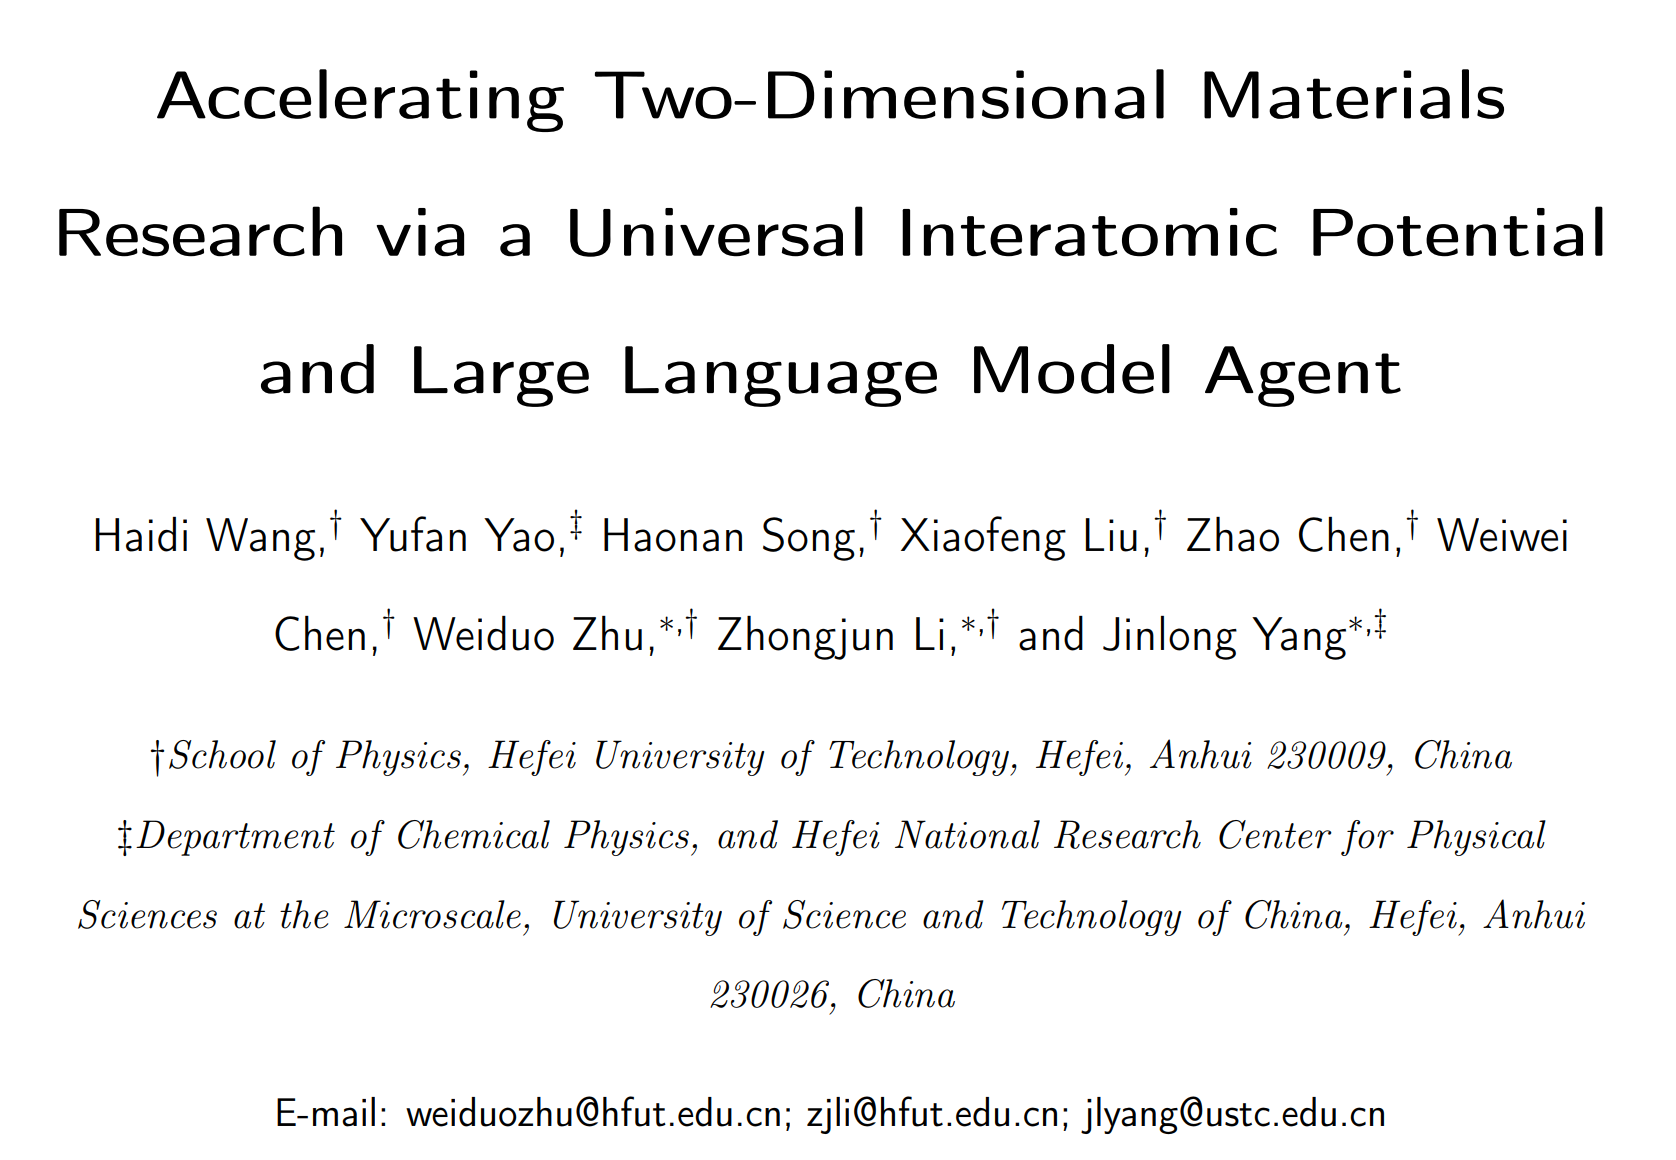 Accelerating Two-Dimensional Materials
Research via a Universal Interatomic Potential
and Large Language Model Agent
Haidi Wang,† Yufan Yao,‡ Haonan Song,† Xiaofeng Liu,† Zhao Chen,† Weiwei
Chen,† Weiduo Zhu,*,† Zhongjun Li,*,† and Jinlong Yang*,‡
†School of Physics, Hefei University of Technology, Hefei, Anhui 230009, China
‡Department of Chemical Physics, and Hefei National Research Center for Physical
Sciences at the Microscale, University of Science and Technology of China, Hefei, Anhui
230026, China
E-mail: weiduozhu@hfut.edu.cn; zjli@hfut.edu.cn; jlyang@ustc.edu.cn